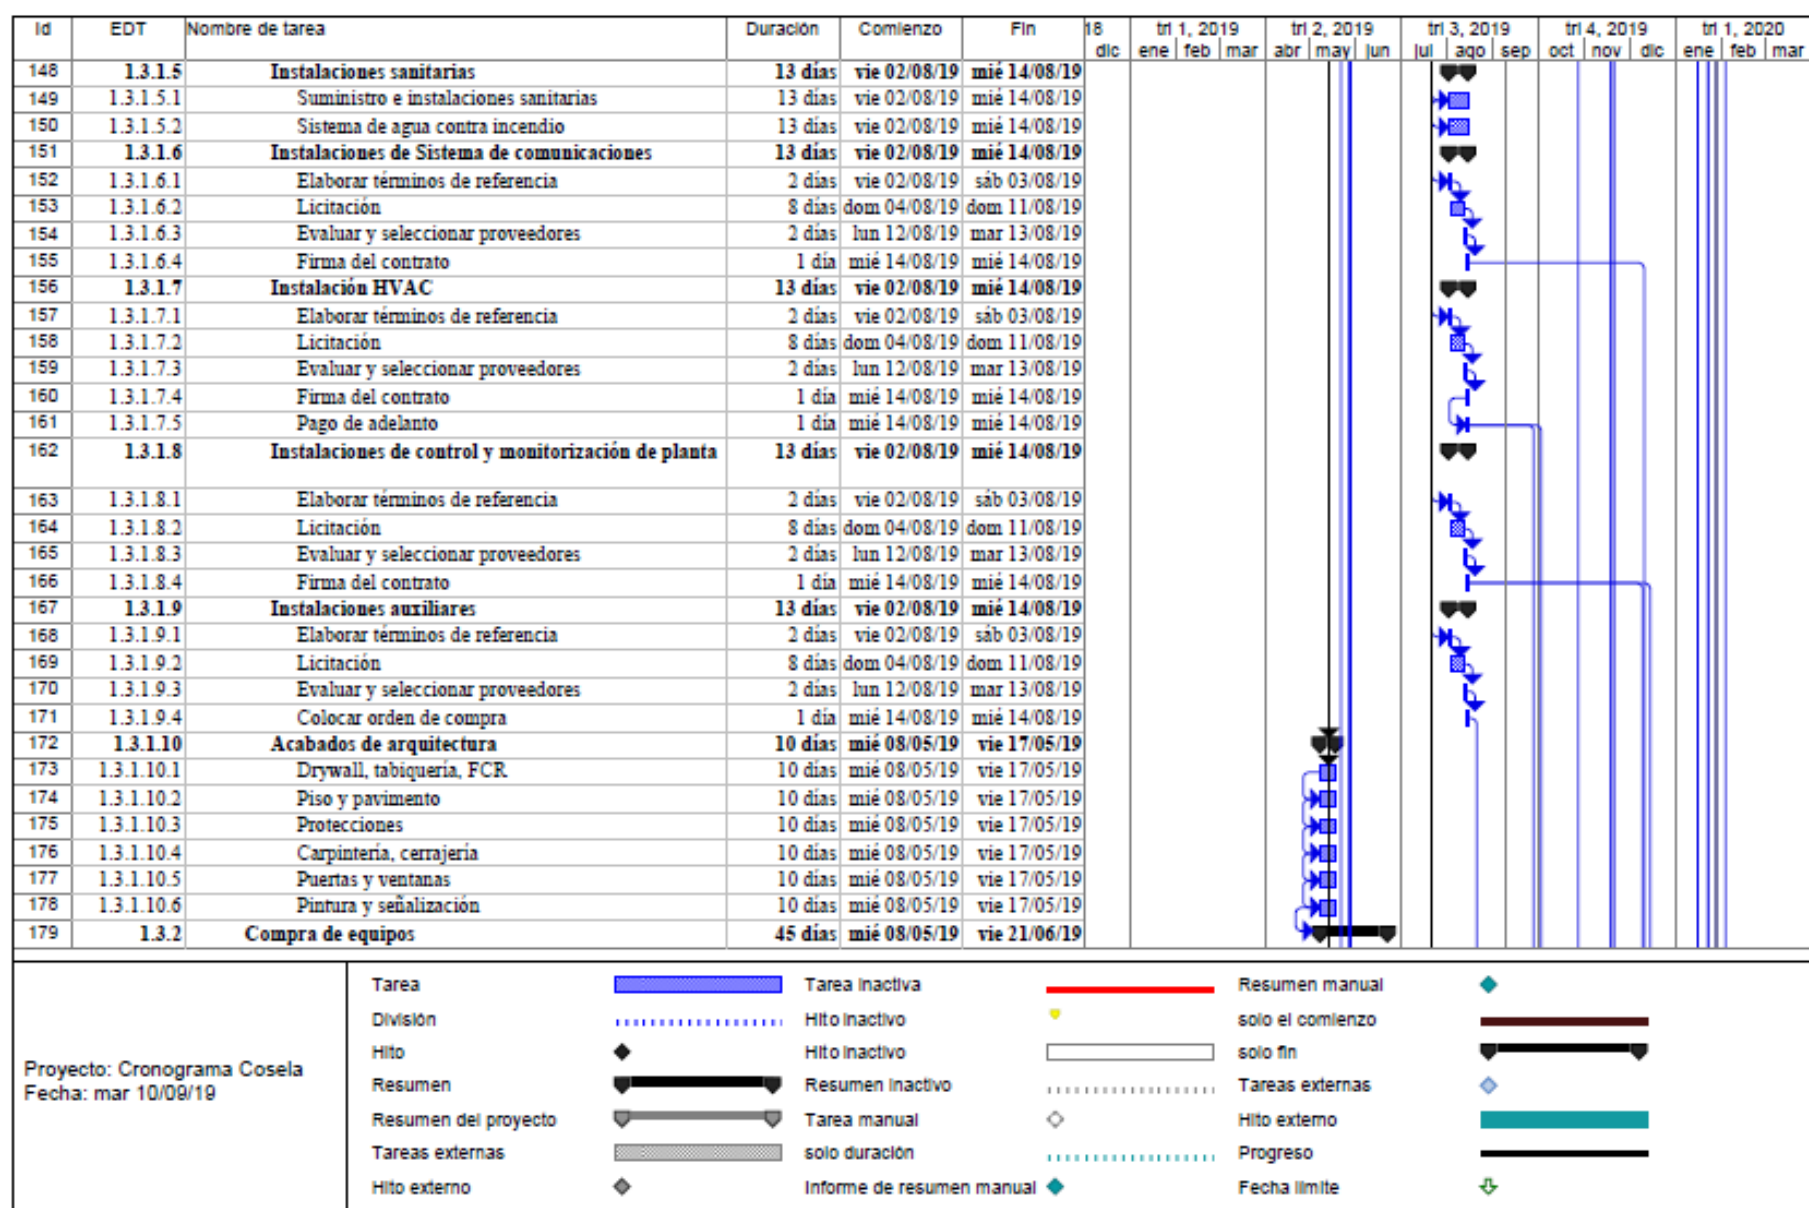 Id EDT Nombre de tarea Duración Comienzo Fin 18 tri 1, 2019 tri 2, 2019 tri 3, 2019 tri 4, 2019 tri 1, 2020
dic ene feb mar abr may jun jul ago sep oct nov dic ene feb mar
148 1.3.1.5 Instalaciones sanitarias 13 días vie 02/08/19 mié 14/08/19
149 1.3.1.5.1 Suministro e instalaciones sanitarias 13 días vie 02/08/19 mié 14/08/19
150 1.3.1.5.2 Sistema de agua contra incendio 13 días vie 02/08/19 mié 14/08/19
151 1.3.1.6 Instalaciones de Sistema de comunicaciones 13 días vie 02/08/19 mié 14/08/19
152 1.3.1.6.1 Elaborar términos de referencia 2 días vie 02/08/19 sáb 03/08/19
153 1.3.1.6.2 Licitación 8 días dom 04/08/19 dom 11/08/19
154 1.3.1.6.3 Evaluar y seleccionar proveedores 2 días lun 12/08/19 mar 13/08/19
155 1.3.1.6.4 Firma del contrato 1 día mié 14/08/19 mié 14/08/19
156 1.3.1.7 Instalación HVAC 13 días vie 02/08/19 mié 14/08/19
157 1.3.1.7.1 Elaborar términos de referencia 2 días vie 02/08/19 sáb 03/08/19
158 1.3.1.7.2 Licitación 8 días dom 04/08/19 dom 11/08/19
159 1.3.1.7.3 Evaluar y seleccionar proveedores 2 días lun 12/08/19 mar 13/08/19
160 1.3.1.7.4 Firma del contrato 1 día mié 14/08/19 mié 14/08/19
161 1.3.1.7.5 Pago de adelanto 1 día mié 14/08/19 mié 14/08/19
162 1.3.1.8 Instalaciones de control y monitorización de planta 13 días vie 02/08/19 mié 14/08/19
163 1.3.1.8.1 Elaborar términos de referencia 2 días vie 02/08/19 sáb 03/08/19
164 1.3.1.8.2 Licitación 8 días dom 04/08/19 dom 11/08/19
165 1.3.1.8.3 Evaluar y seleccionar proveedores 2 días lun 12/08/19 mar 13/08/19
166 1.3.1.8.4 Firma del contrato 1 día mié 14/08/19 mié 14/08/19
167 1.3.1.9 Instalaciones auxiliares 13 días vie 02/08/19 mié 14/08/19
168 1.3.1.9.1 Elaborar términos de referencia 2 días vie 02/08/19 sáb 03/08/19
169 1.3.1.9.2 Licitación 8 días dom 04/08/19 dom 11/08/19
170 1.3.1.9.3 Evaluar y seleccionar proveedores 2 días lun 12/08/19 mar 13/08/19
171 1.3.1.9.4 Colocar orden de compra 1 día mié 14/08/19 mié 14/08/19
172 1.3.1.10 Acabados de arquitectura 10 días mié 08/05/19 vie 17/05/19
173 1.3.1.10.1 Drywall, tabiquería, FCR 10 días mié 08/05/19 vie 17/05/19
174 1.3.1.10.2 Piso y pavimento 10 días mié 08/05/19 vie 17/05/19
175 1.3.1.10.3 Protecciones 10 días mié 08/05/19 vie 17/05/19
176 1.3.1.10.4 Carpintería, cerrajería 10 días mié 08/05/19 vie 17/05/19
177 1.3.1.10.5 Puertas y ventanas 10 días mié 08/05/19 vie 17/05/19
178 1.3.1.10.6 Pintura y señalización 10 días mié 08/05/19 vie 17/05/19
179 1.3.2 Compra de equipos 45 días mié 08/05/19 vie 21/06/19
Proyecto: Cronograma Cosela
Fecha: mar 10/09/19
Tarea Tarea inactiva Resumen manual
División Hito inactivo solo el comienzo
Hito Hito inactivo solo fin
Resumen Resumen inactivo Tareas externas
Resumen del proyecto Tarea manual Hito externo
Tareas externas solo duración Progreso
Hito externo Informe de resumen manual Fecha límite